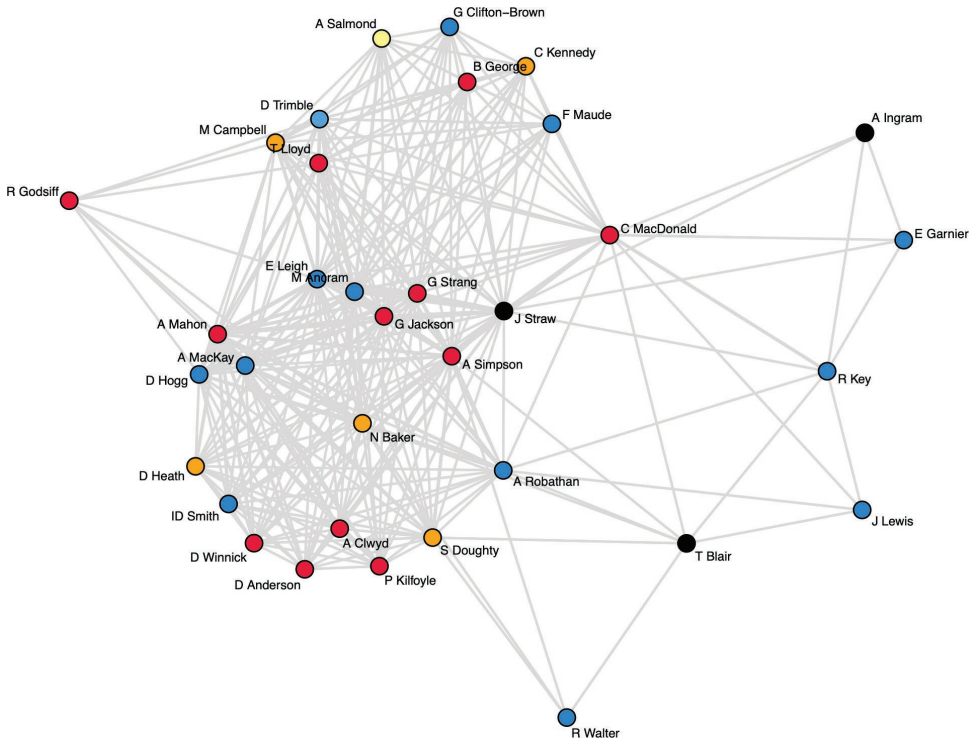 G Clifton−Brown
A Salmond
C Kennedy
B George
D Trimble
F Maude
A Ingram
M Campbell
T Lloyd
R Godsiff
C MacDonald
E Garnier
E Leigh
M Ancram
G Strang
J Straw
A Mahon
G Jackson
A MacKay
A Simpson
D Hogg
R Key
N Baker
D Heath
A Robathan
ID Smith
J Lewis
A Clwyd
S Doughty
D Winnick
T Blair
D Anderson
P Kilfoyle
R Walter